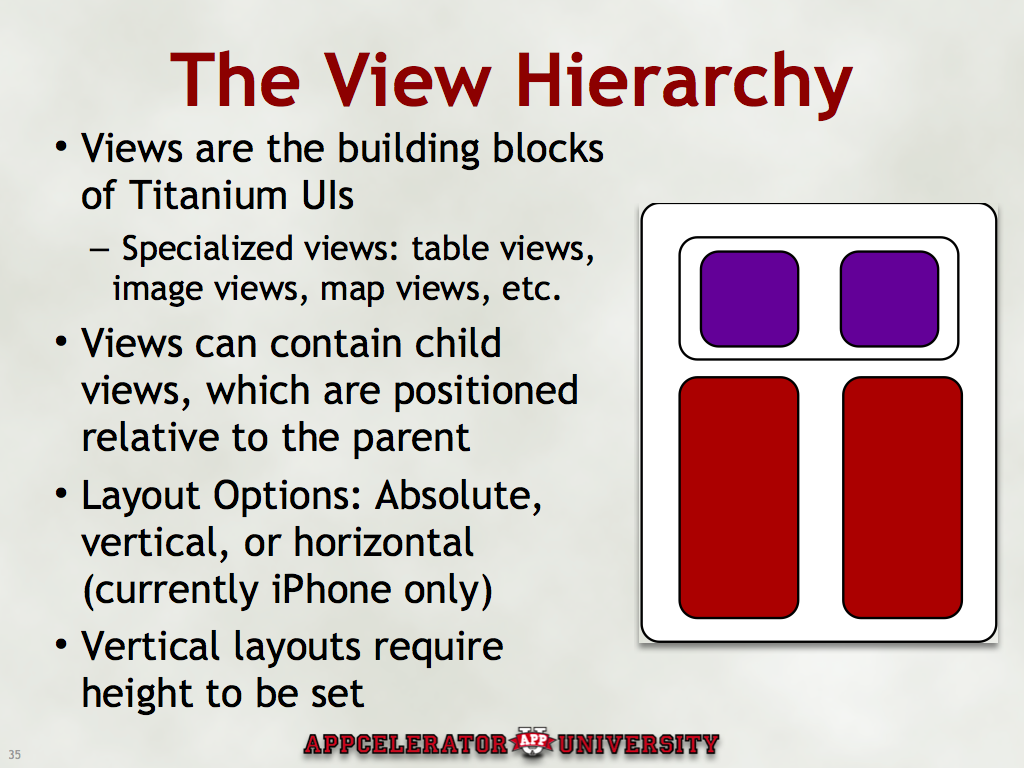 The View Hierarchy
• Views are the building blocks
of Titanium UIs
– Specialized views: table views,
image views, map views, etc.
• Views can contain child
views, which are positioned
relative to the parent
• Layout Options: Absolute,
vertical, or horizontal
(currently iPhone only)
• Vertical layouts require
height to be set
35
APPCELERATOR U APP UNIVERSITY